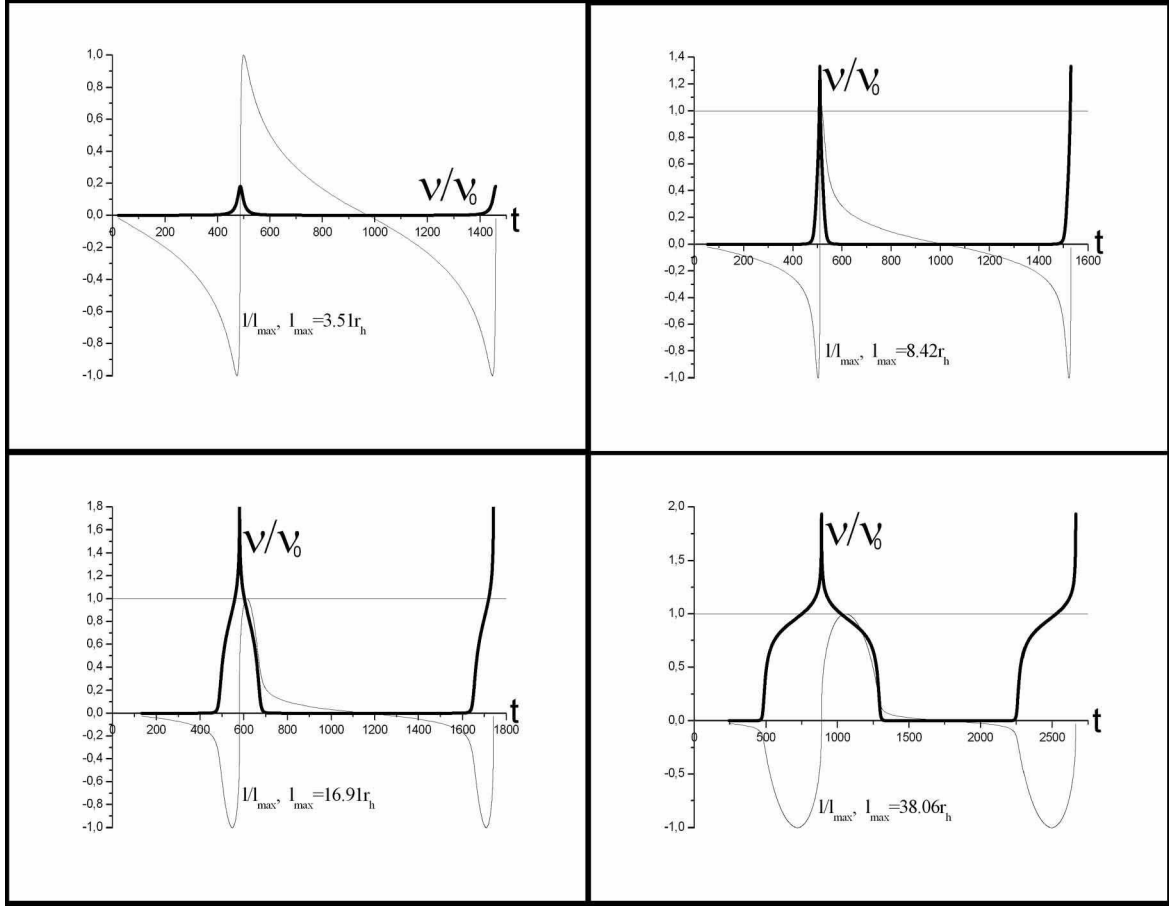 1,0
0,8
0,6
0,4
0,2
0,0
-0,2
-0,4
-0,6
-0,8
-1,0
0 200 400 600 800 1000 1200 1400
ν/ν0
t
l/lmax, lmax=3.51rh
1,4
1,2
1,0
0,8
0,6
0,4
0,2
0,0
-0,2
-0,4
-0,6
-0,8
-1,0
0 200 400 600 800 1000 1200 1400 1600
ν/ν0
t
l/lmax, lmax=8.42rh
1,8
1,6
1,4
1,2
1,0
0,8
0,6
0,4
0,2
0,0
-0,2
-0,4
-0,6
-0,8
-1,0
0 200 400 600 800 1000 1200 1400 1600 1800
ν/ν0
t
l/lmax, lmax=16.91rh
2,0
1,5
1,0
0,5
0,0
-0,5
-1,0
0 500 1000 1500 2000 2500
ν/ν0
t
l/lmax, lmax=38.06rh